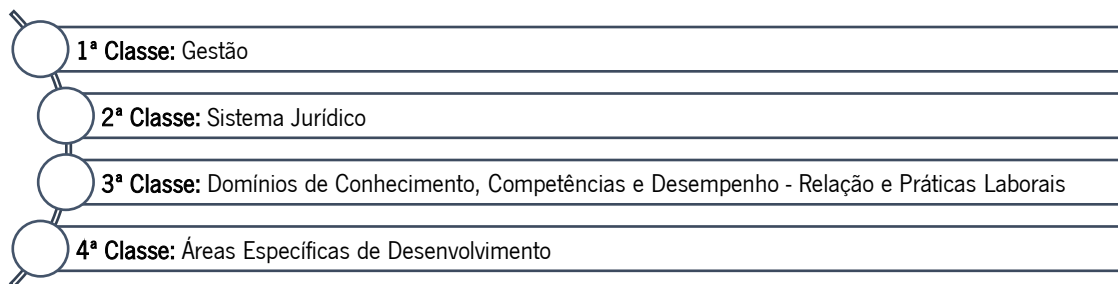 1ª Classe: Gestão
2ª Classe: Sistema Jurídico
3ª Classe: Domínios de Conhecimento, Competências e Desempenho - Relação e Práticas Laborais
4ª Classe: Áreas Específicas de Desenvolvimento